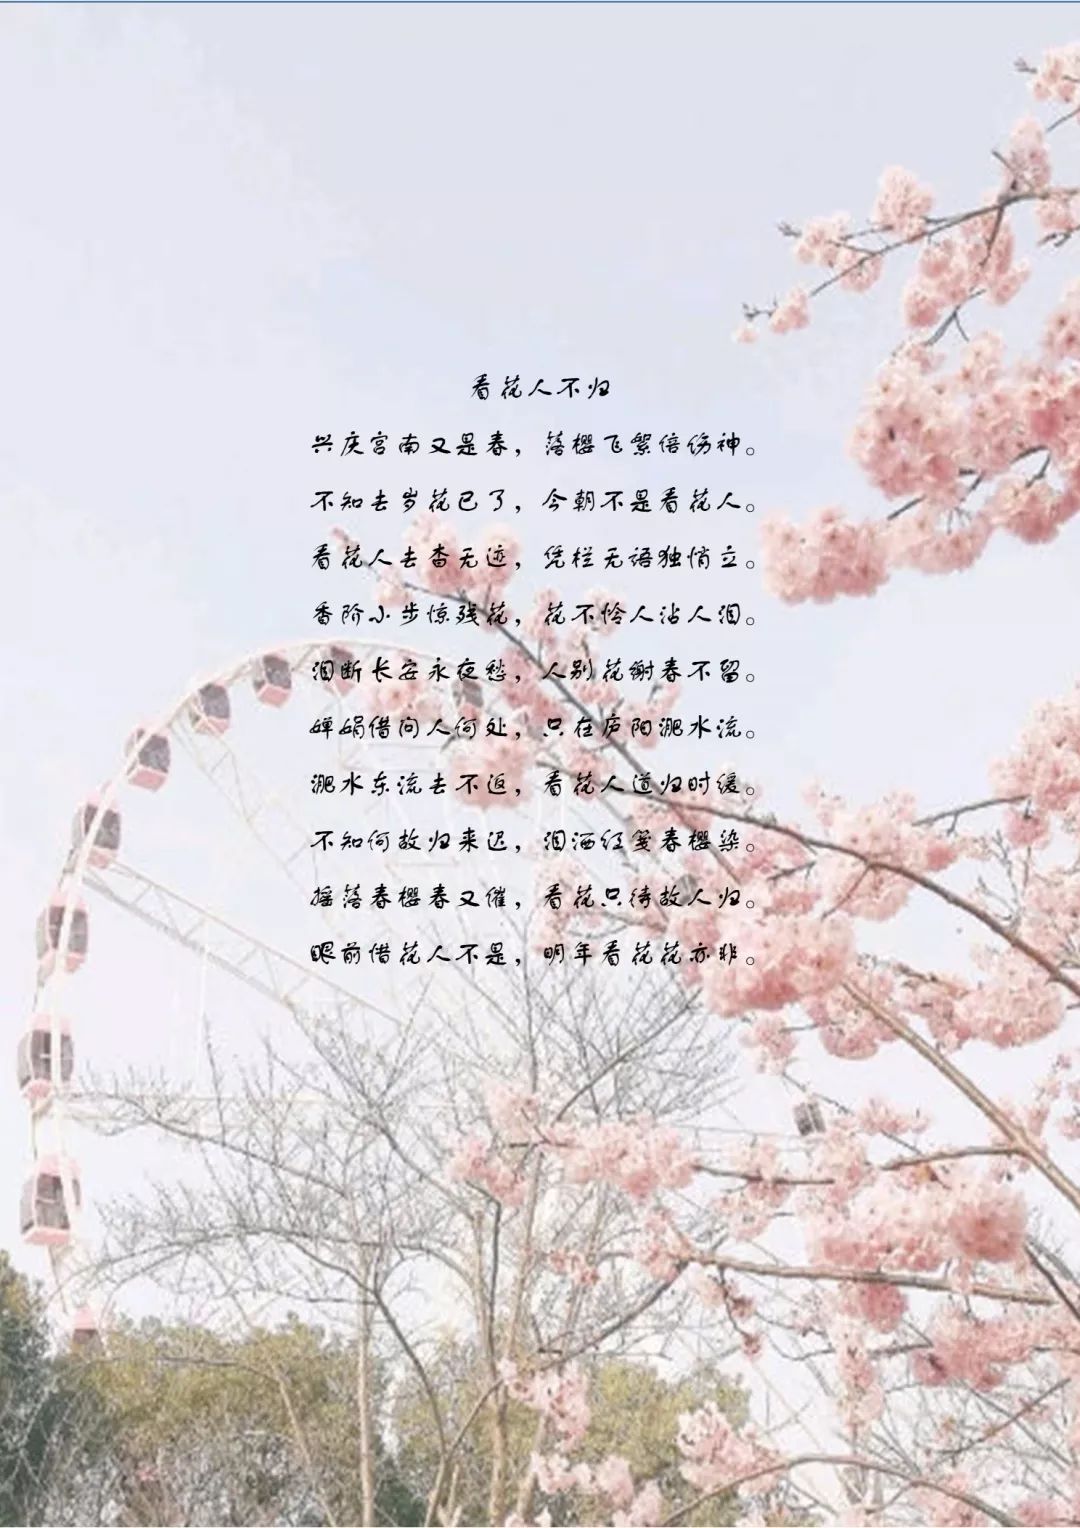 看花人不归
兴庆宫南又是春，落樱飞絮倍伤神。
不知去岁花已了，今朝不是看花人。
看花人去杳无迹，凭栏无语独悄立。
香阶小步惊残花，花不怜人沾人泪。
泪断长安永夜愁，人别花谢春不留。
婵娟借问人何处，只在庐阳淝水流。
淝水东流去不返，看花人道归时缓。
不知何故归来迟，泪洒红笺春樱染。
摇落春樱春又催，看花只待故人归。
眼前惜花人不是，明年看花花亦非。